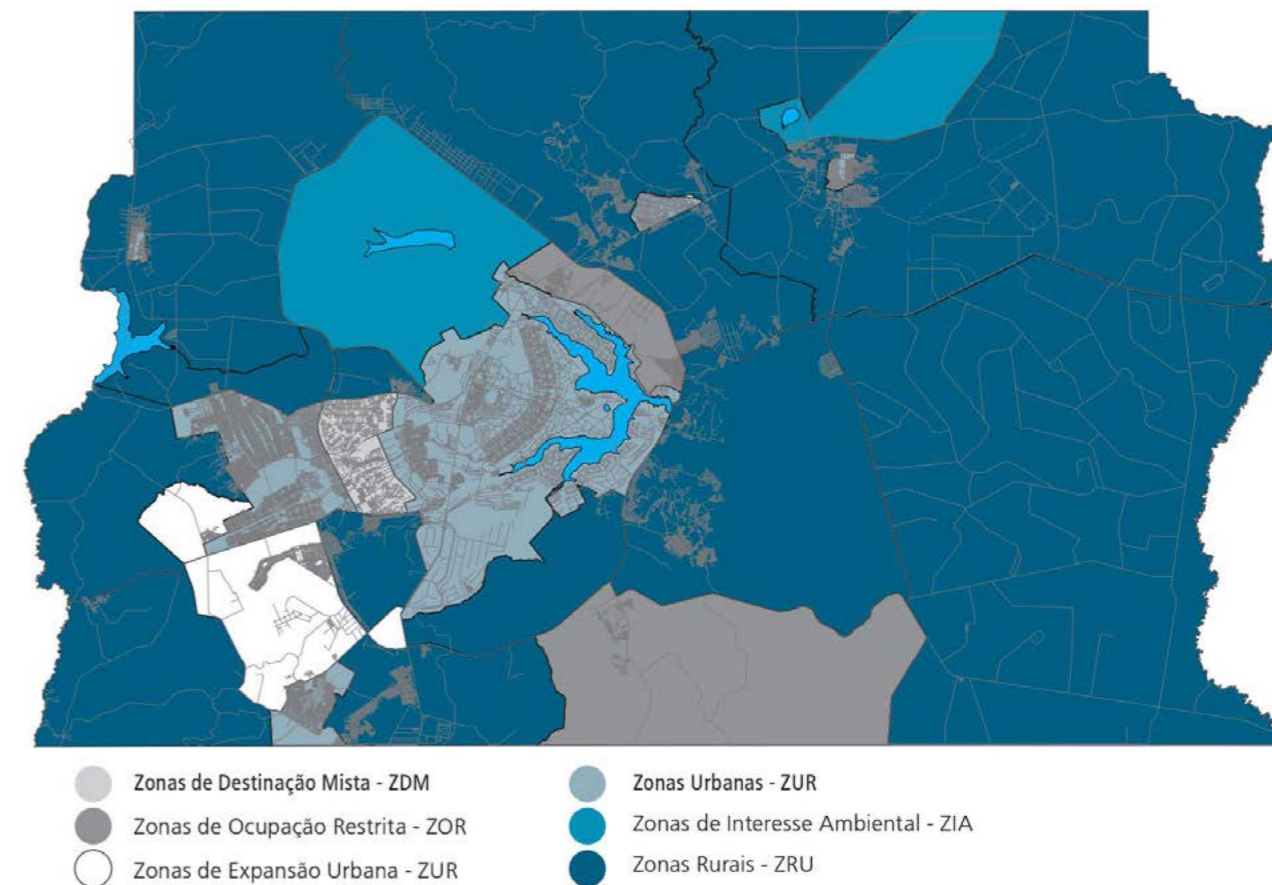 Zonas de Destinação Mista - ZDM
Zonas de Ocupação Restrita - ZOR
Zonas de Expansão Urbana - ZUR
Zonas Urbanas - ZUR
Zonas de Interesse Ambiental - ZIA
Zonas Rurais - ZRU